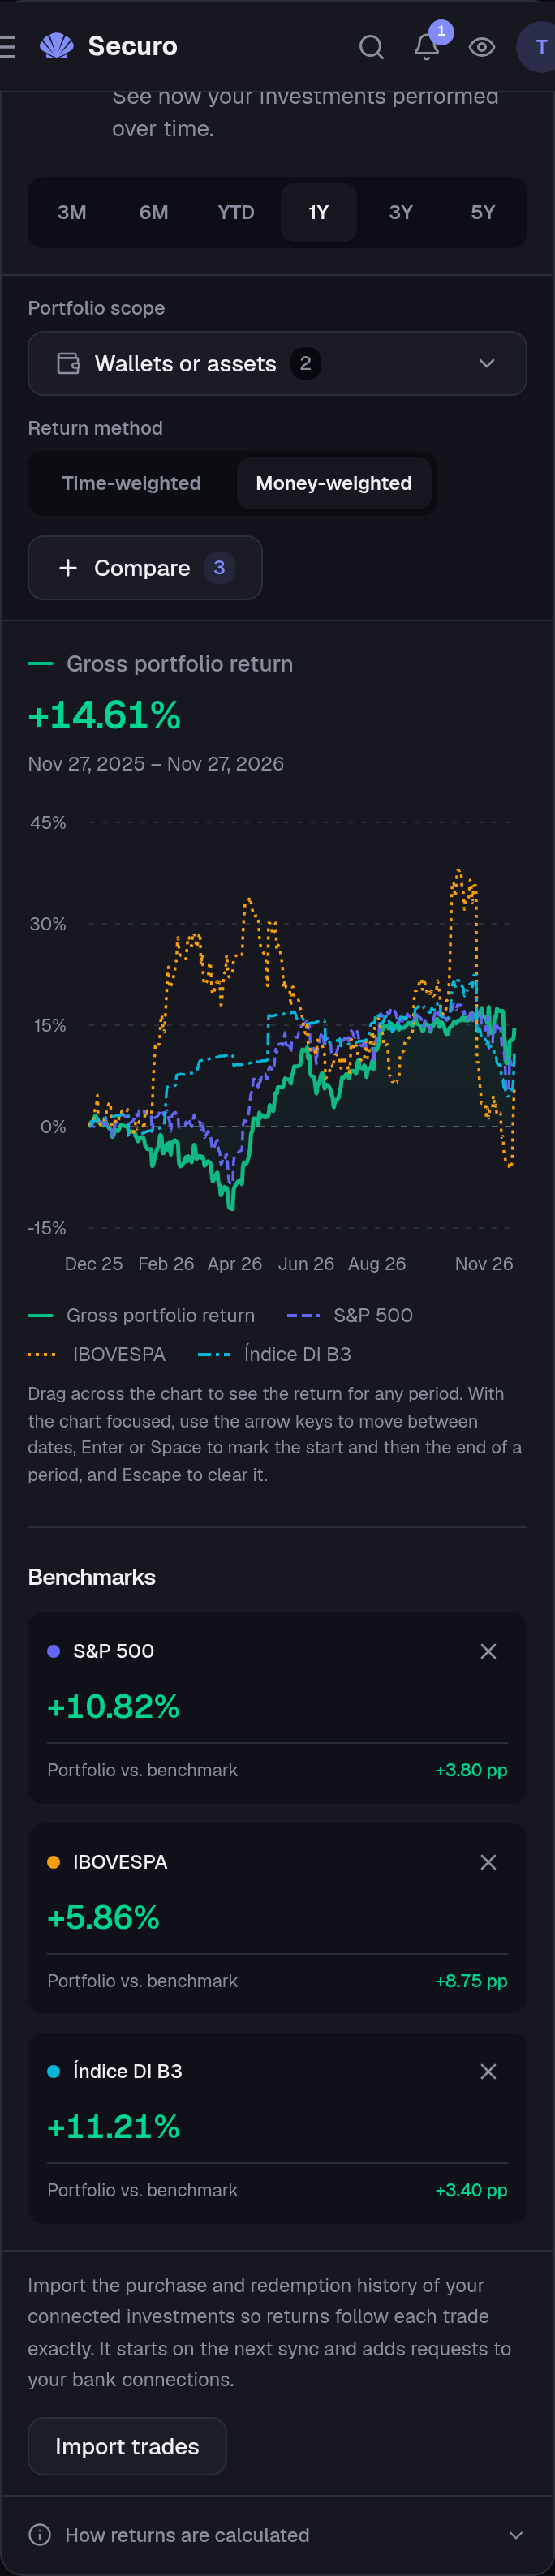 Securo
1
T
See how your investments performed
over time.
3M 6M YTD 1Y 3Y 5Y
Portfolio scope
Wallets or assets 2
Return method
Time-weighted Money-weighted
+ Compare 3
Gross portfolio return
+14.61%
Nov 27, 2025 – Nov 27, 2026
45%
30%
15%
0%
-15%
Dec 25 Feb 26 Apr 26 Jun 26 Aug 26 Nov 26
Gross portfolio return S&P 500
IBOVESPA Índice DI B3
Drag across the chart to see the return for any period. With
the chart focused, use the arrow keys to move between
dates, Enter or Space to mark the start and then the end of a
period, and Escape to clear it.
Benchmarks
S&P 500
+10.82%
Portfolio vs. benchmark +3.80 pp
IBOVESPA
+5.86%
Portfolio vs. benchmark +8.75 pp
Índice DI B3
+11.21%
Portfolio vs. benchmark +3.40 pp
Import the purchase and redemption history of your
connected investments so returns follow each trade
exactly. It starts on the next sync and adds requests to
your bank connections.
Import trades
How returns are calculated